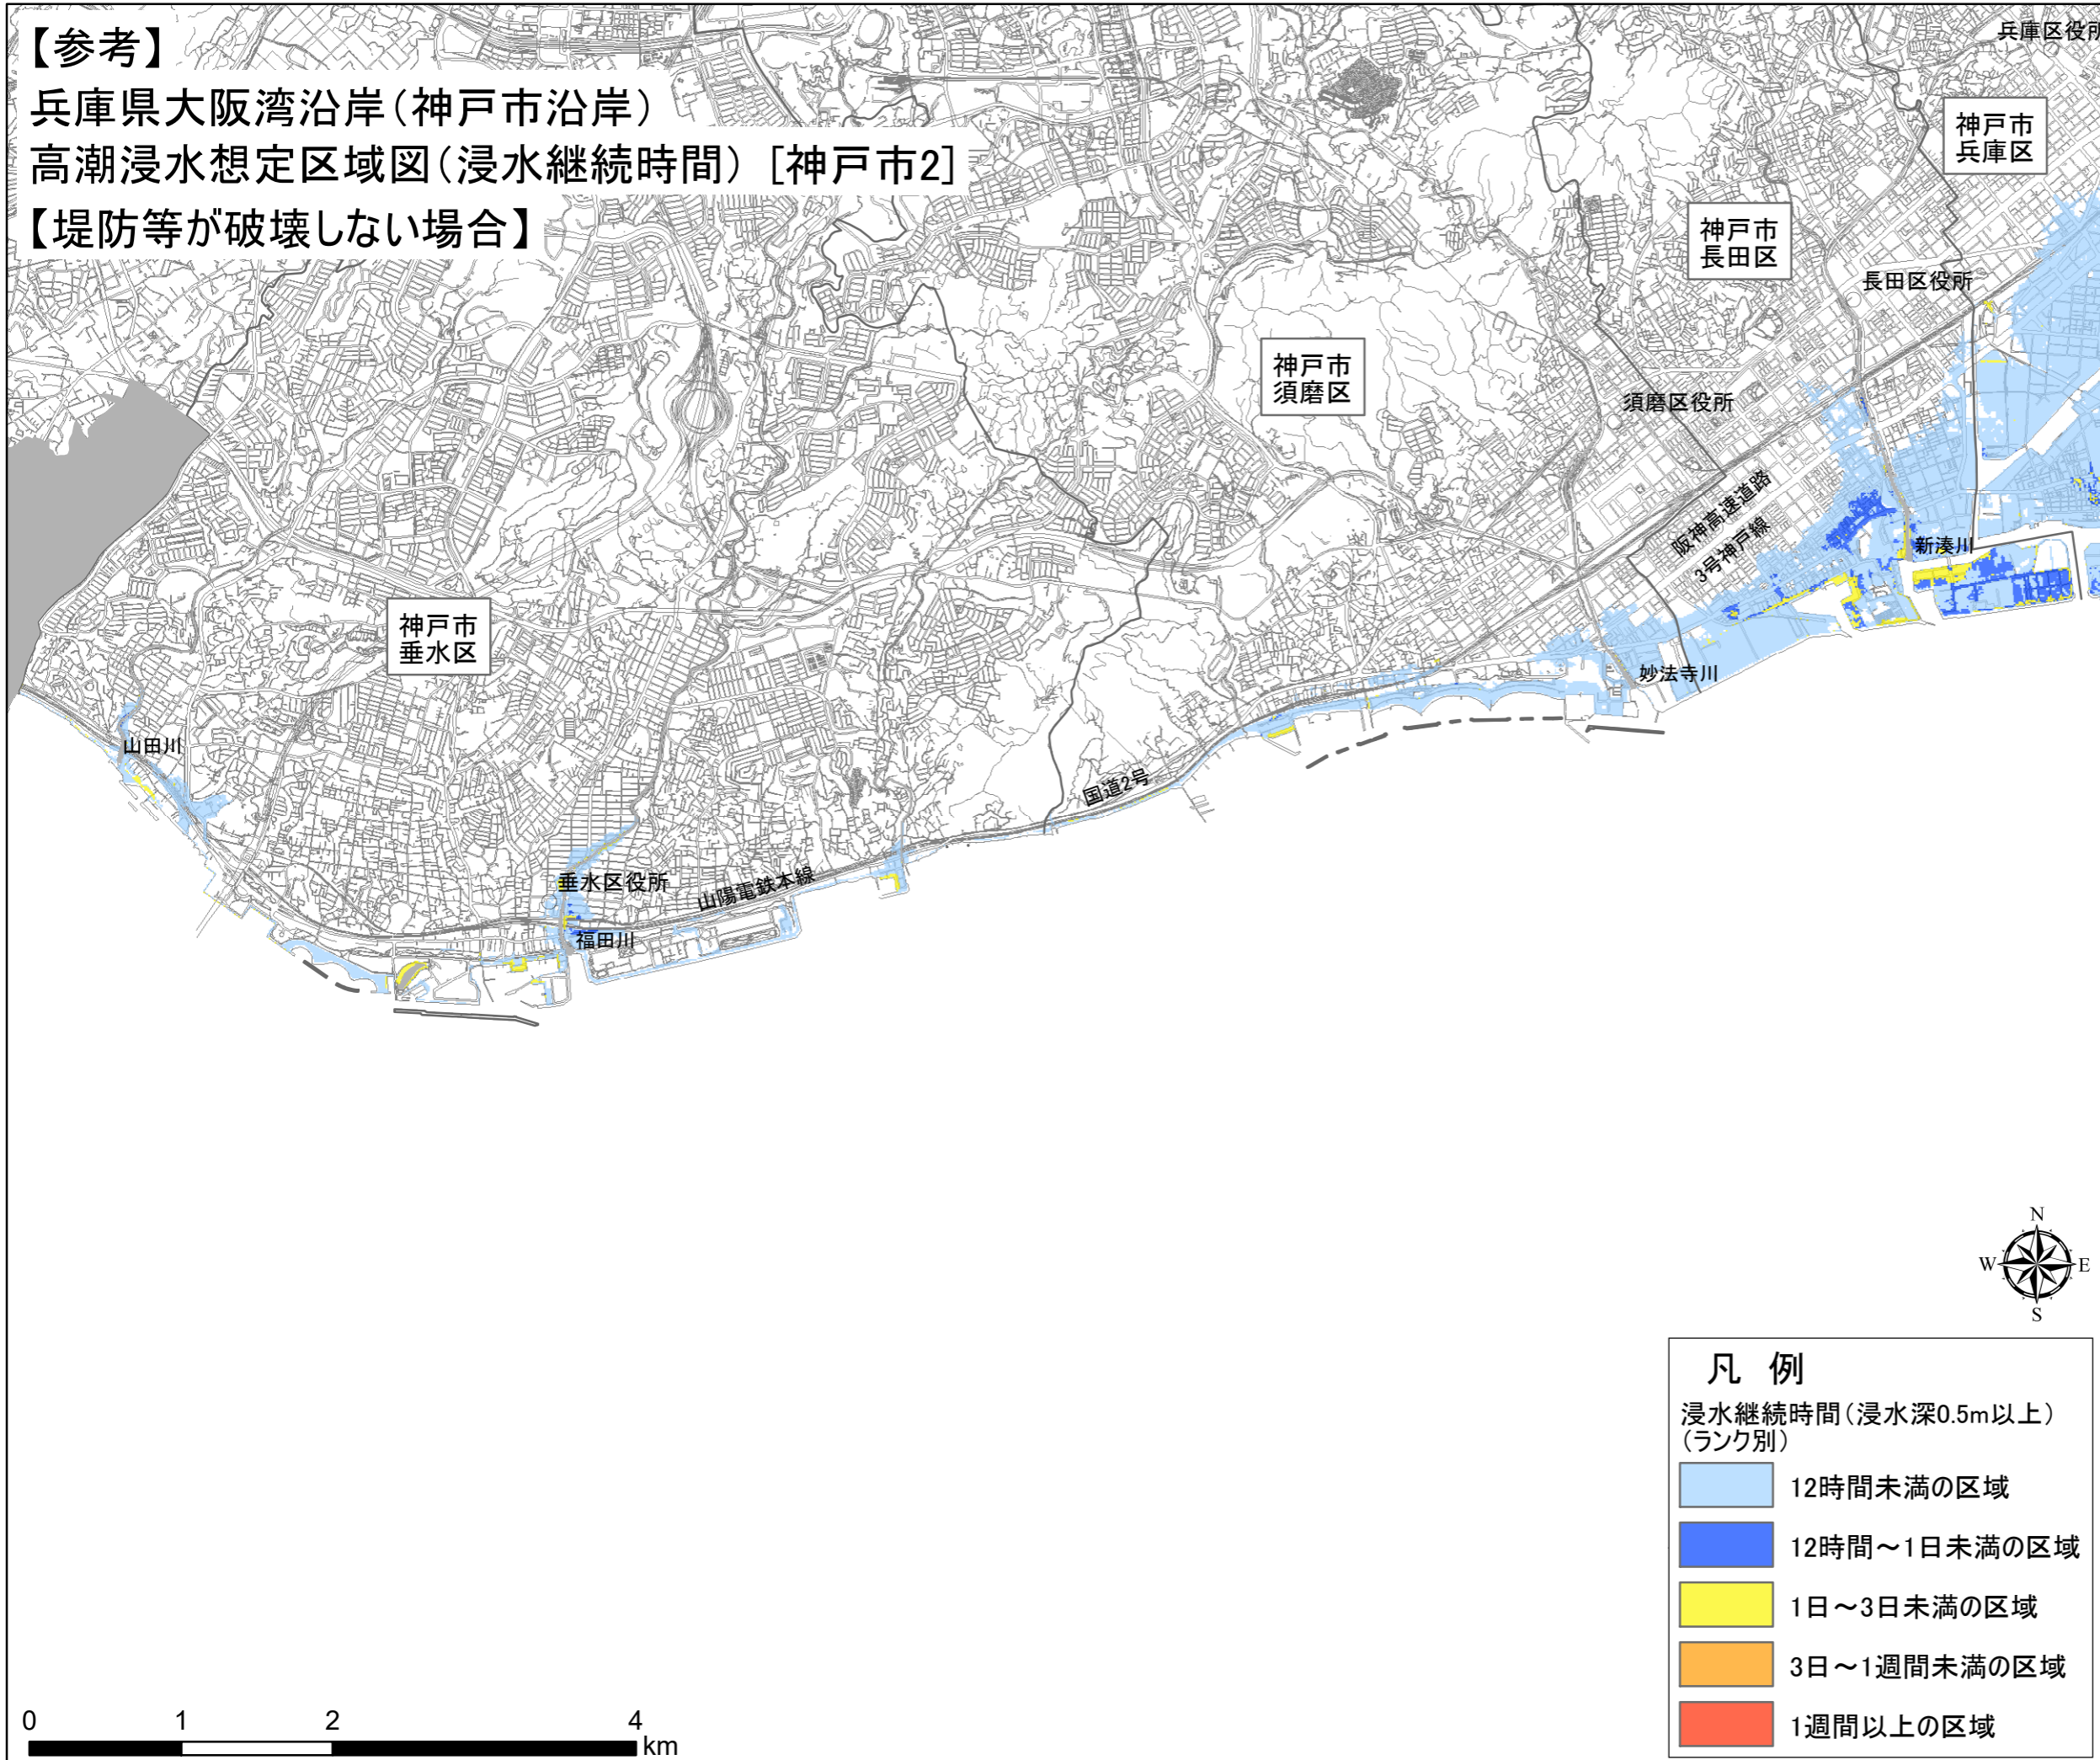 【参考】
兵庫県大阪湾沿岸（神戸市沿岸）
高潮浸水想定区域図（浸水継続時間）［神戸市2］
【堤防等が破壊しない場合】
兵庫区役所
神戸市
兵庫区
神戸市
長田区
長田区役所
神戸市
須磨区
須磨区役所
阪神高速道路
3号神戸線
新湊川
神戸市
垂水区
妙法寺川
山田川
国道2号
垂水区役所
山陽電鉄本線
福田川
N
W
E
S
凡 例
浸水継続時間（浸水深0.5m以上）
（ランク別）
12時間未満の区域
12時間～1日未満の区域
1日～3日未満の区域
3日～1週間未満の区域
1週間以上の区域
0 1 2 4
km